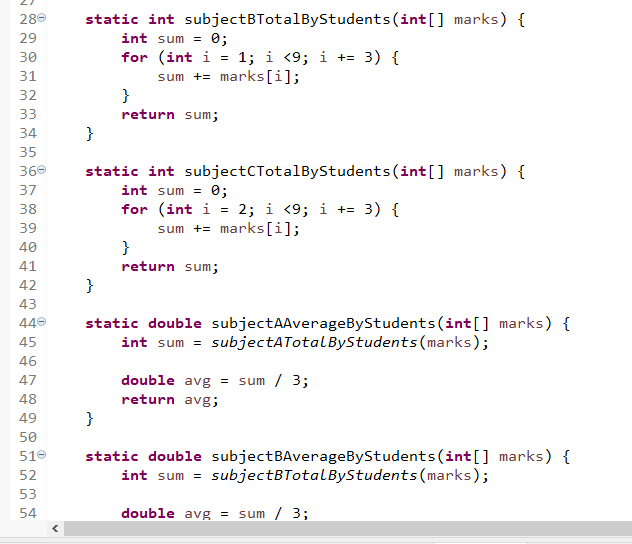 27
28 static int subjectBTotalByStudents(int[] marks) {
29 int sum = 0;
30 for (int i = 1; i <9; i += 3) {
31 sum += marks[i];
32 }
33 return sum;
34 }
35
36 static int subjectCTotalByStudents(int[] marks) {
37 int sum = 0;
38 for (int i = 2; i <9; i += 3) {
39 sum += marks[i];
40 }
41 return sum;
42 }
43
44 static double subjectAAverageByStudents(int[] marks) {
45 int sum = subjectATotalByStudents(marks);
46
47 double avg = sum / 3;
48 return avg;
49 }
50
51 static double subjectBAverageByStudents(int[] marks) {
52 int sum = subjectBTotalByStudents(marks);
53
54 double avg = sum / 3;